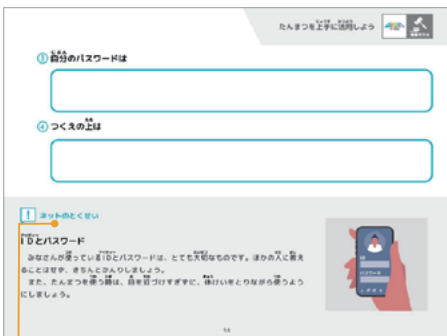 たんまつを上手に活用しよう
③自分のパスワードは
④つくえの上は
! ネットのとくせい
IDとパスワード
みなさんが使っているIDとパスワードは、とても大切なものです。ほかの人に教え
ることはせず、きちんとかんりしましょう。
また、たんまつを使う時は、目を近づけすぎずに、休けいをとりながら使うよう
にしましょう。
ID
パスワード